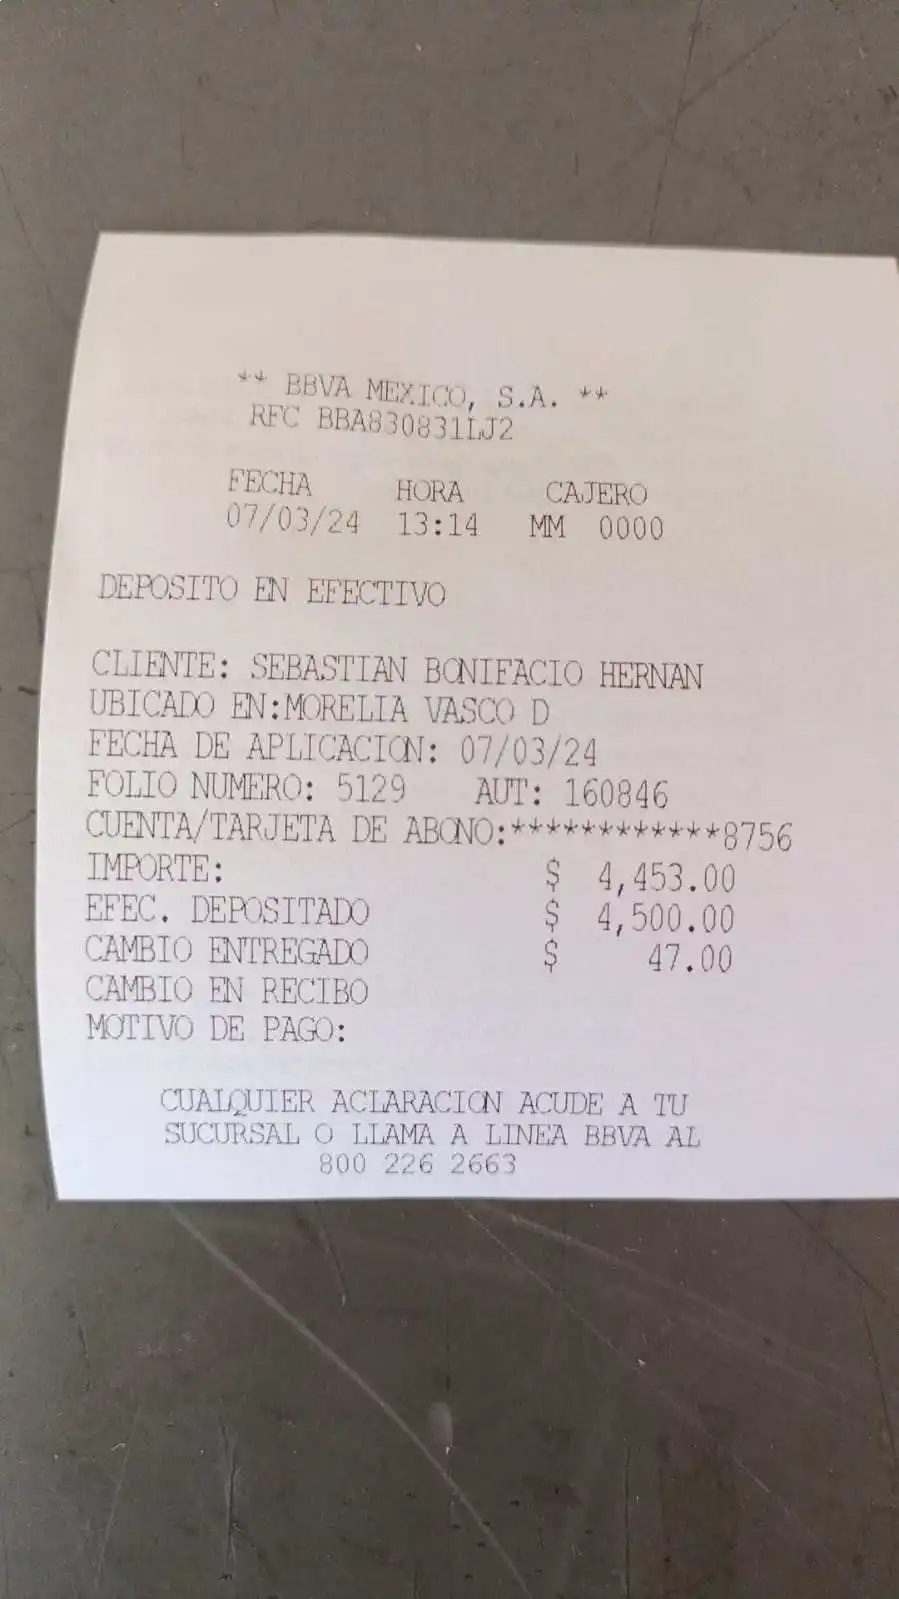 ** BBVA MEXICO, S.A. **
RFC BBA830831LJ2
FECHA HORA CAJERO
07/03/24 13:14 MM 0000
DEPOSITO EN EFECTIVO
CLIENTE: SEBASTIAN BONIFACIO HERNAN
UBICADO EN:MORELIA VASCO D
FECHA DE APLICACION: 07/03/24
FOLIO NUMERO: 5129 AUT: 160846
CUENTA/TARJETA DE ABONO:************8756
IMPORTE: $ 4,453.00
EFEC. DEPOSITADO $ 4,500.00
CAMBIO ENTREGADO $ 47.00
CAMBIO EN RECIBO
MOTIVO DE PAGO:
CUALQUIER ACLARACION ACUDE A TU
SUCURSAL O LLAMA A LINEA BBVA AL
800 226 2663